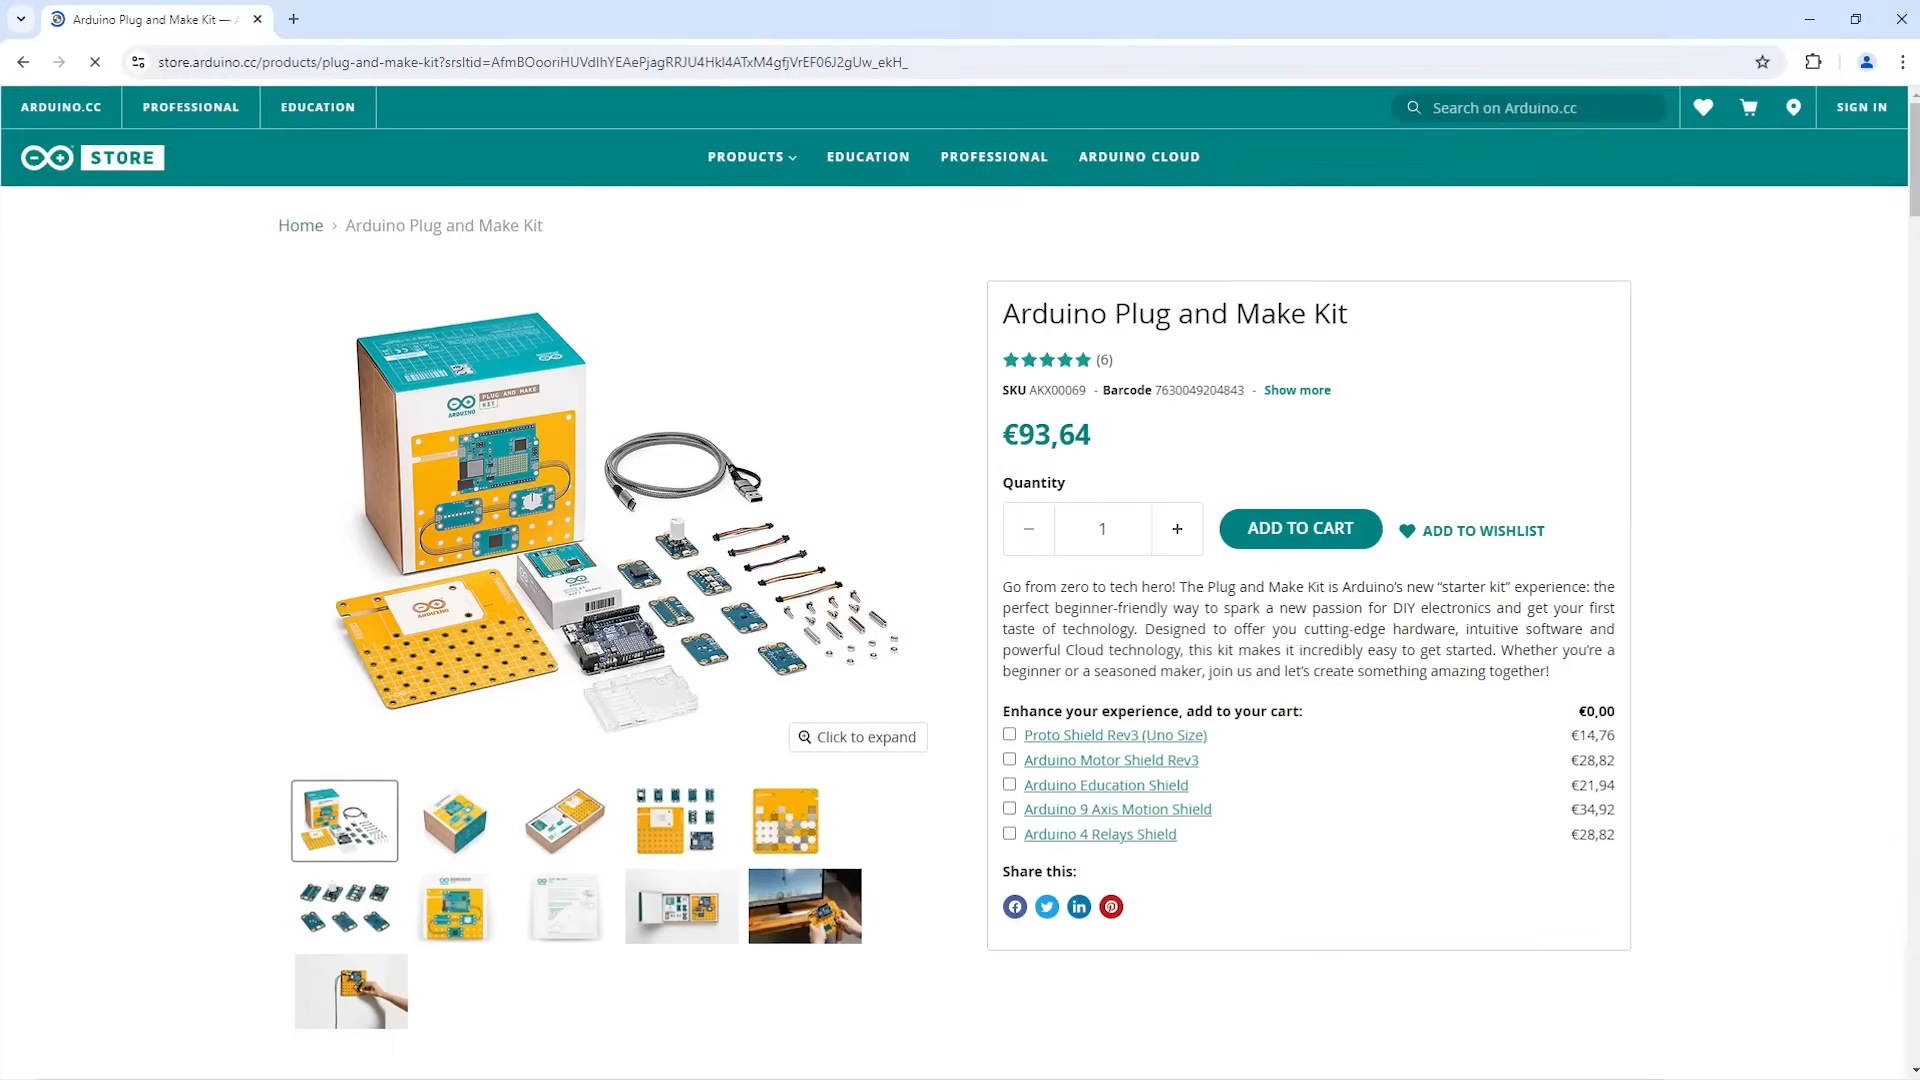 Arduino Plug and Make Kit — A
store.arduino.cc/products/plug-and-make-kit?srsltid=AfmBOooriHUVdlhYEAePjagRRJU4Hkl4ATxM4gfjVrEF06J2gUw_ekH_
ARDUINO.CC PROFESSIONAL EDUCATION Search on Arduino.cc SIGN IN
STORE PRODUCTS EDUCATION PROFESSIONAL ARDUINO CLOUD
Home > Arduino Plug and Make Kit
PLUG AND MAKE
KIT
ARDUINO
ARDUINO
Click to expand
Arduino Plug and Make Kit
(6)
SKU AKX00069 - Barcode 7630049204843 - Show more
€93,64
Quantity
− 1 +
ADD TO CART
ADD TO WISHLIST
Go from zero to tech hero! The Plug and Make Kit is Arduino’s new “starter kit” experience: the
perfect beginner-friendly way to spark a new passion for DIY electronics and get your first
taste of technology. Designed to offer you cutting-edge hardware, intuitive software and
powerful Cloud technology, this kit makes it incredibly easy to get started. Whether you’re a
beginner or a seasoned maker, join us and let’s create something amazing together!
Enhance your experience, add to your cart: €0,00
Proto Shield Rev3 (Uno Size) €14,76
Arduino Motor Shield Rev3 €28,82
Arduino Education Shield €21,94
Arduino 9 Axis Motion Shield €34,92
Arduino 4 Relays Shield €28,82
Share this: